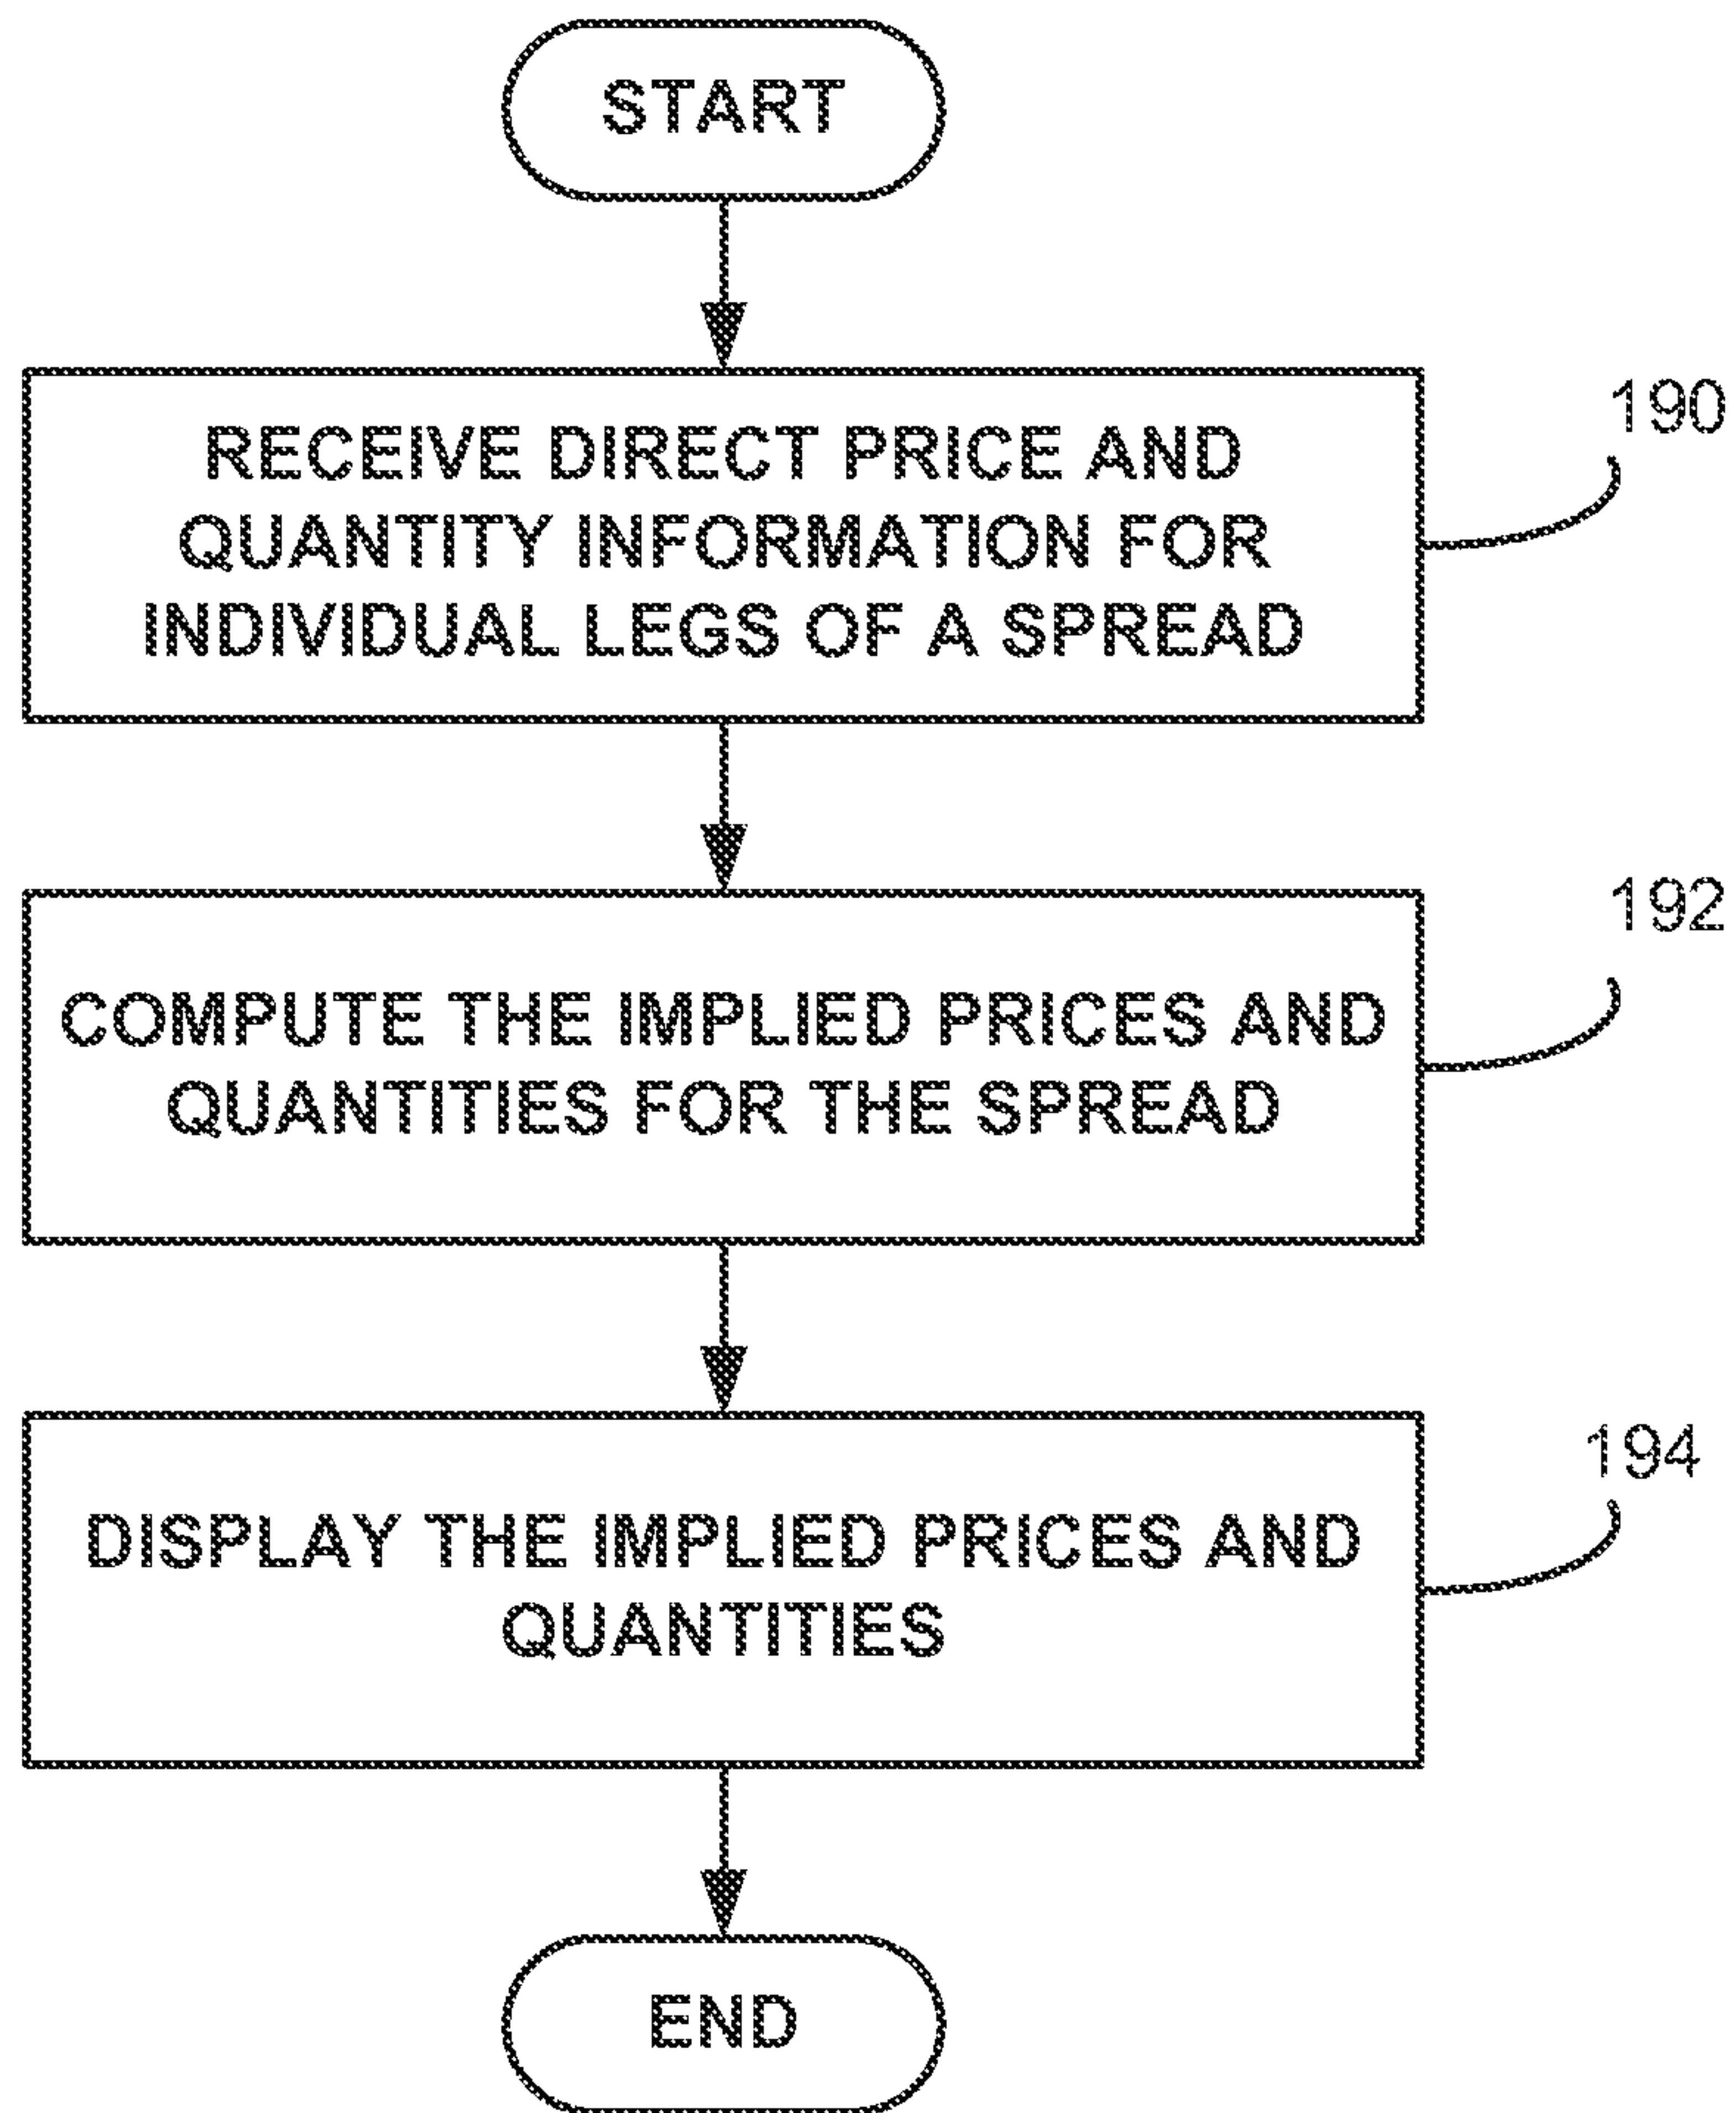 START
RECEIVE DIRECT PRICE AND
QUANTITY INFORMATION FOR
INDIVIDUAL LEGS OF A SPREAD
190
COMPUTE THE IMPLIED PRICES AND
QUANTITIES FOR THE SPREAD
192
DISPLAY THE IMPLIED PRICES AND
QUANTITIES
194
END